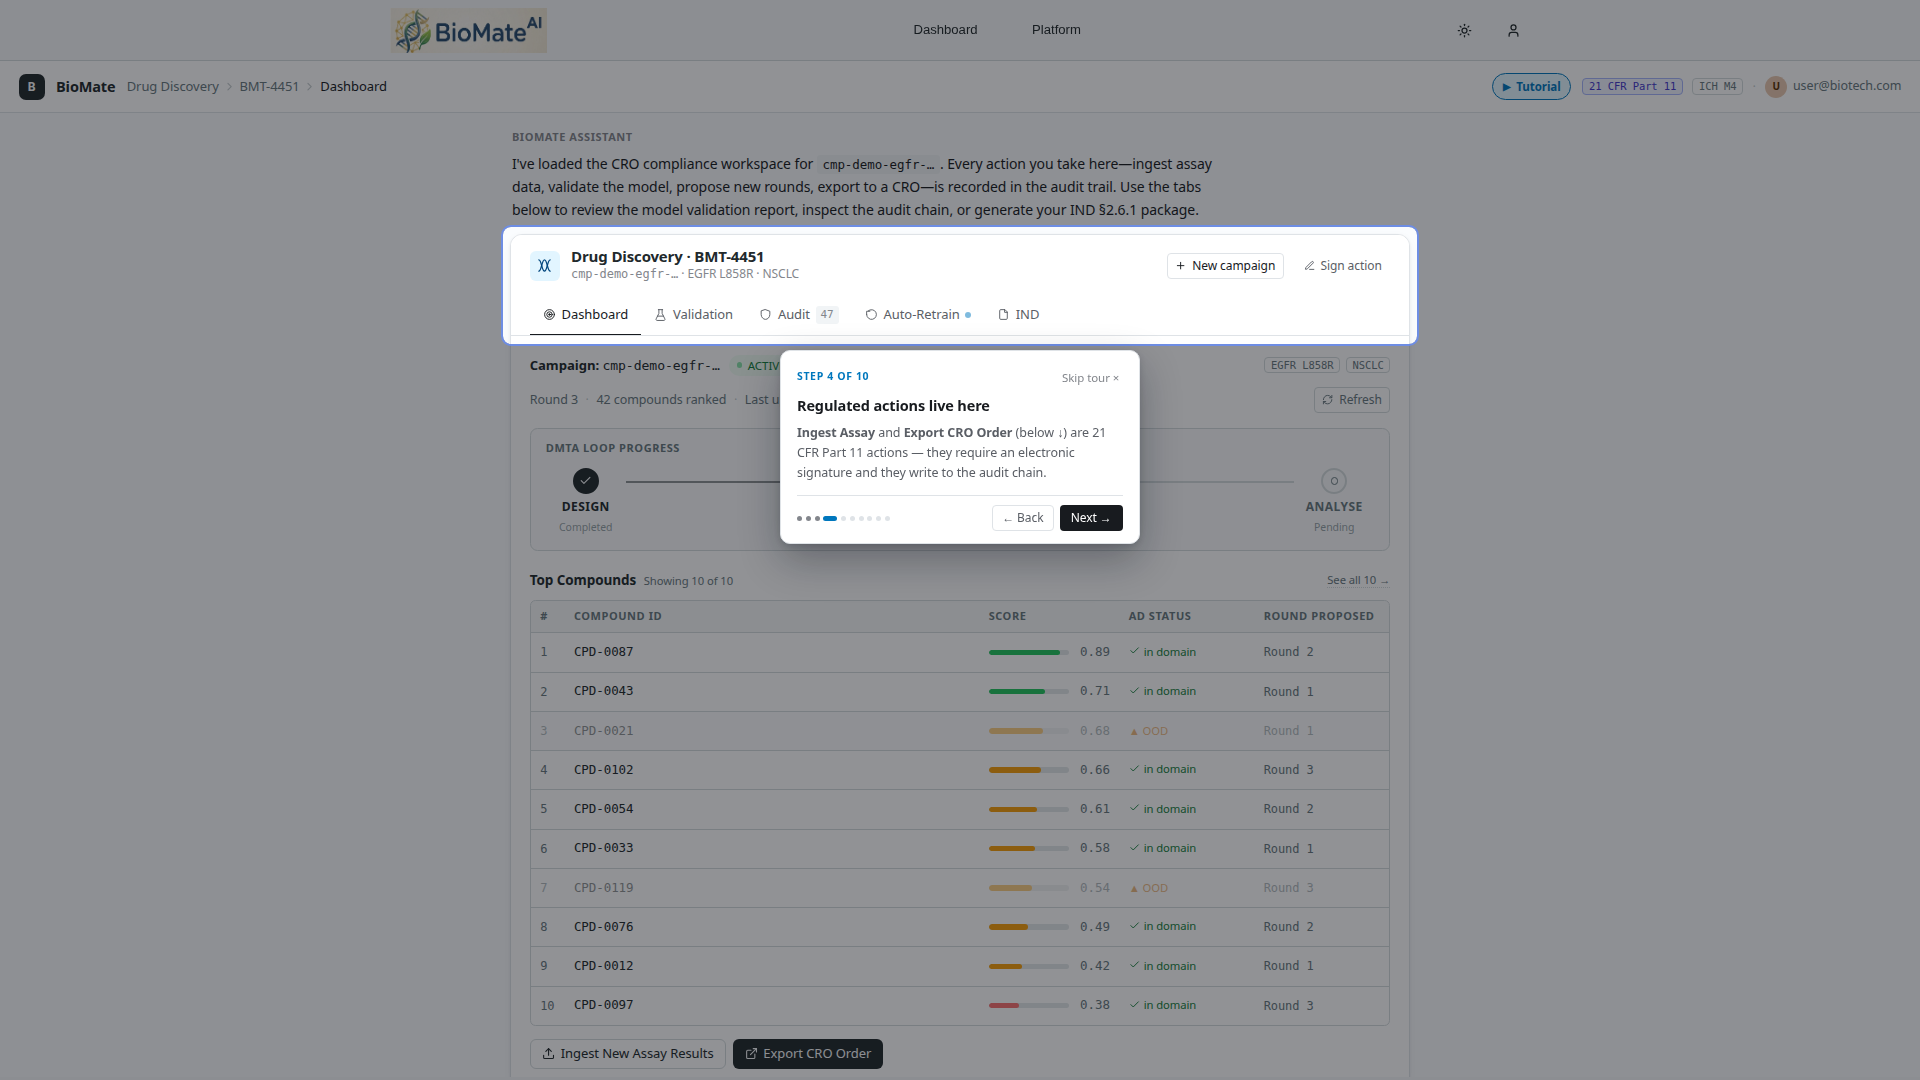 BioMate AI
Dashboard
Platform
B
BioMate
Drug Discovery › BMT-4451 › Dashboard
▶ Tutorial
21 CFR Part 11
ICH M4
·
U
user@biotech.com
BIOMATE ASSISTANT
I've loaded the CRO compliance workspace for cmp-demo-egfr-… . Every action you take here—ingest assay
data, validate the model, propose new rounds, export to a CRO—is recorded in the audit trail. Use the tabs
below to review the model validation report, inspect the audit chain, or generate your IND §2.6.1 package.
Drug Discovery · BMT-4451
cmp-demo-egfr-… · EGFR L858R · NSCLC
+ New campaign
Sign action
Dashboard
Validation
Audit 47
Auto-Retrain
IND
Campaign: cmp-demo-egfr-…
EGFR L858R
NSCLC
Round 3 · 42 compounds ranked ·
Refresh
STEP 4 OF 10
Skip tour ×
Regulated actions live here
Ingest Assay and Export CRO Order (below ↓) are 21
CFR Part 11 actions — they require an electronic
signature and they write to the audit chain.
← Back
Next →
DMTA LOOP PROGRESS
DESIGN
Completed
ANALYSE
Pending
Top Compounds Showing 10 of 10
See all 10 →
# COMPOUND ID SCORE AD STATUS ROUND PROPOSED
1 CPD-0087 0.89 ✓ in domain Round 2
2 CPD-0043 0.71 ✓ in domain Round 1
3 CPD-0021 0.68 ▲ OOD Round 1
4 CPD-0102 0.66 ✓ in domain Round 3
5 CPD-0054 0.61 ✓ in domain Round 2
6 CPD-0033 0.58 ✓ in domain Round 1
7 CPD-0119 0.54 ▲ OOD Round 3
8 CPD-0076 0.49 ✓ in domain Round 2
9 CPD-0012 0.42 ✓ in domain Round 1
10 CPD-0097 0.38 ✓ in domain Round 3
Ingest New Assay Results
Export CRO Order